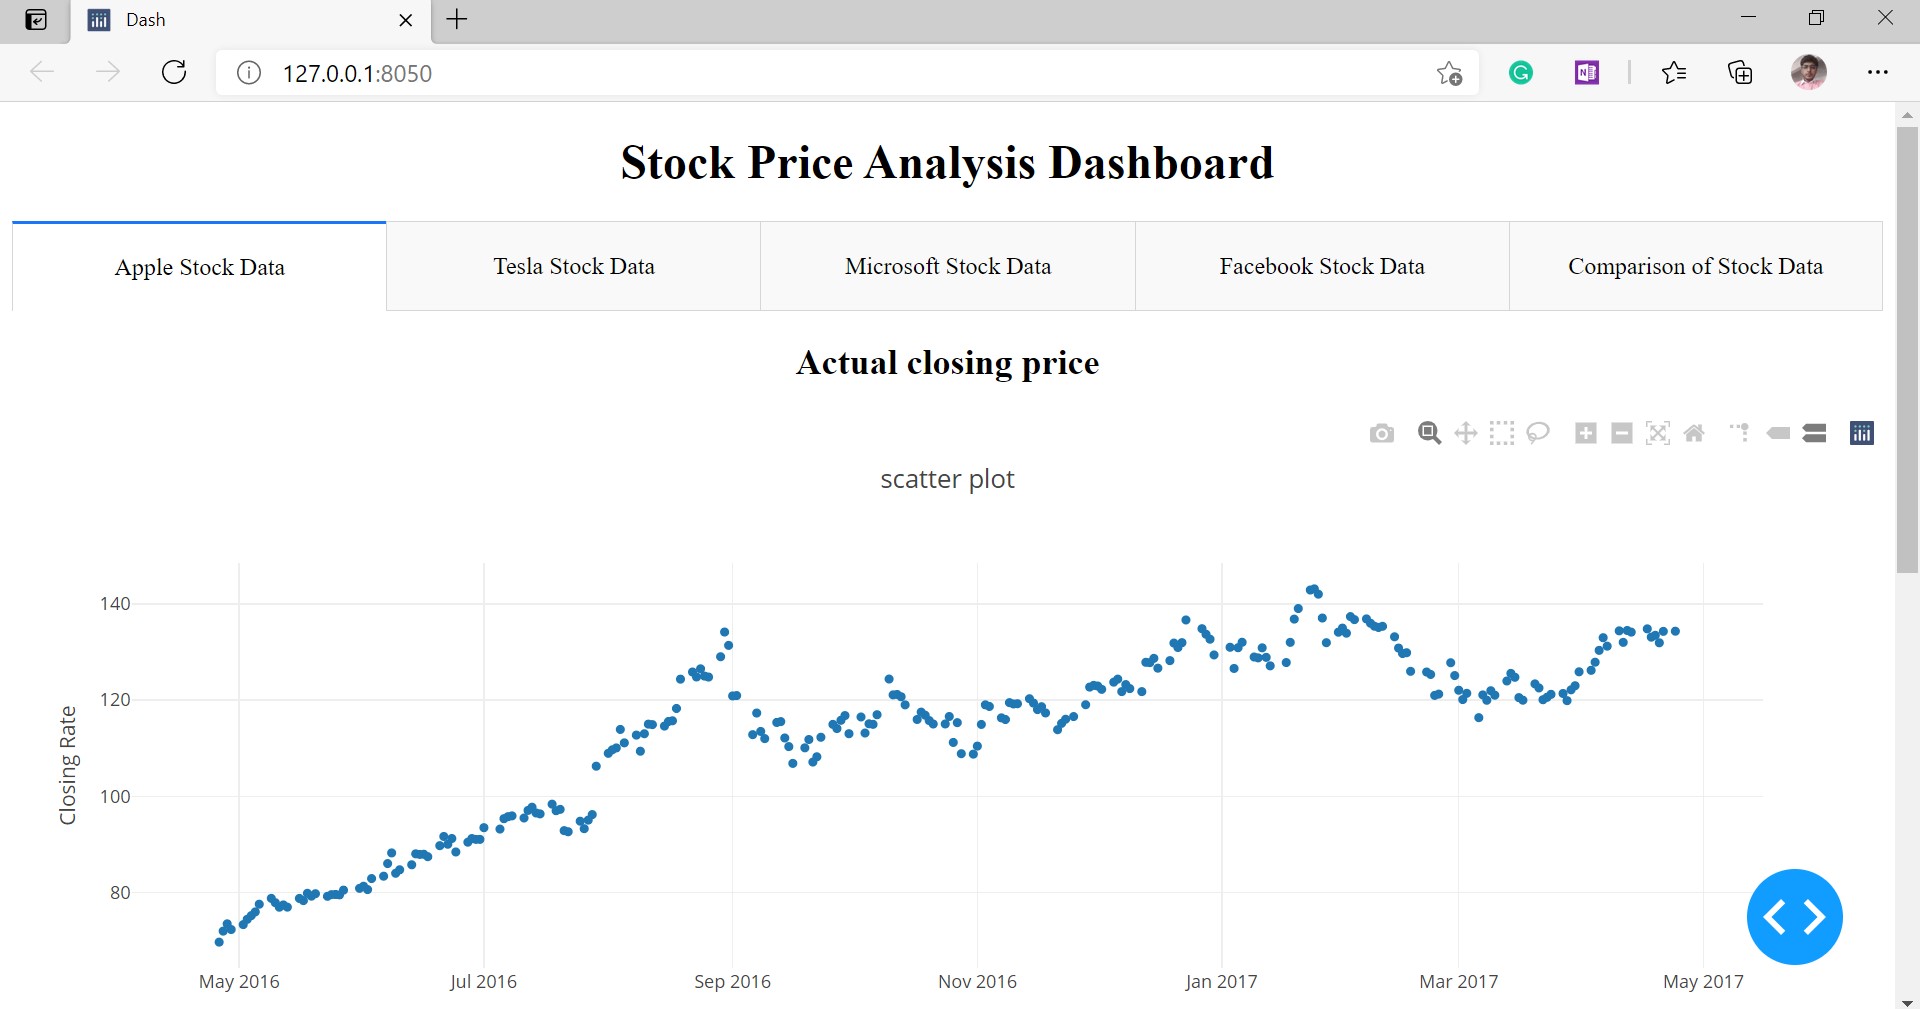 Dash
127.0.0.1:8050
Stock Price Analysis Dashboard
Apple Stock Data
Tesla Stock Data
Microsoft Stock Data
Facebook Stock Data
Comparison of Stock Data
Actual closing price
scatter plot
Closing Rate
140
120
100
80
May 2016
Jul 2016
Sep 2016
Nov 2016
Jan 2017
Mar 2017
May 2017